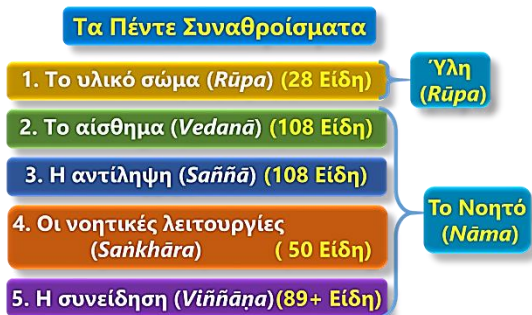 Τα Πέντε Συναθροίσματα
1. Το υλικό σώμα (Rūpa) (28 Είδη)
Ύλη
(Rūpa)
2. Το αίσθημα (Vedanā) (108 Είδη)
3. Η αντίληψη (Saññā) (108 Είδη)
4. Οι νοητικές λειτουργίες
(Saṅkhāra) ( 50 Είδη)
5. Η συνείδηση (Viññāṇa) (89+ Είδη)
Το Νοητό
(Nāma)